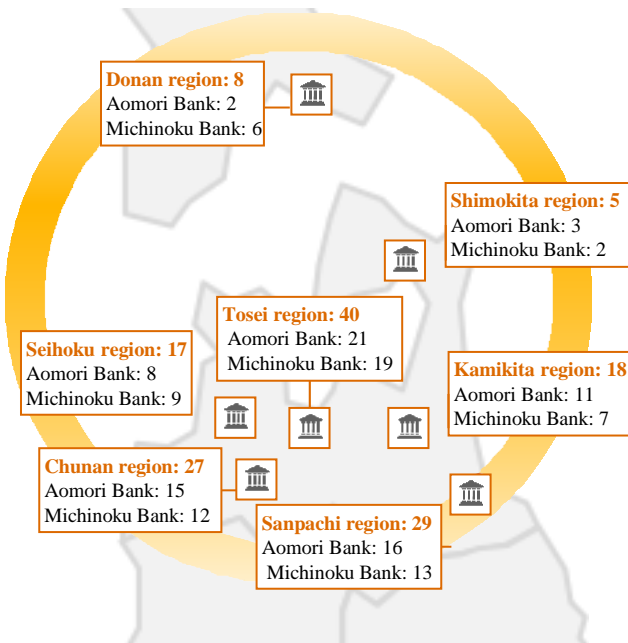 Donan region: 8
Aomori Bank: 2
Michinoku Bank: 6
Shimokita region: 5
Aomori Bank: 3
Michinoku Bank: 2
Tosei region: 40
Aomori Bank: 21
Michinoku Bank: 19
Seihoku region: 17
Aomori Bank: 8
Michinoku Bank: 9
Kamikita region: 18
Aomori Bank: 11
Michinoku Bank: 7
Chunan region: 27
Aomori Bank: 15
Michinoku Bank: 12
Sanpachi region: 29
Aomori Bank: 16
Michinoku Bank: 13